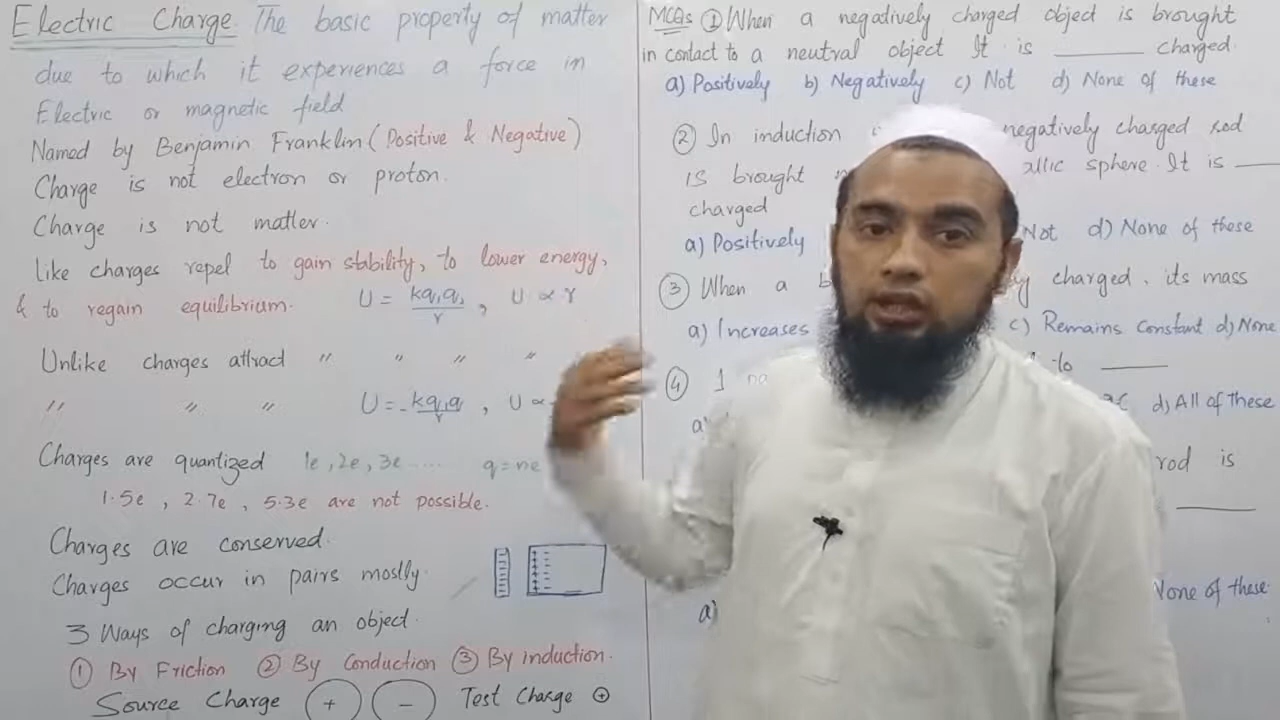 Electric Charge. The basic property of matter
due to which it experiences a force in
Electric or magnetic field
Named by Benjamin Franklin (Positive & Negative)
Charge is not electron or proton.
Charge is not matter.
Like charges repel to gain stability, to lower energy,
& to regain equilibrium. U = kq₁q₂/r , U ∝ r
Unlike charges attract " " " "
" " " U = -kq₁q/r , U ∝
Charges are quantized 1e, 2e, 3e ...... q = ne
1.5e , 2.7e , 5.3e are not possible.
Charges are conserved.
Charges occur in pairs mostly.
3 Ways of charging an object.
① By Friction ② By Conduction ③ By induction.
Source Charge + - Test Charge +
MCQs ① When a negatively charged object is brought
in contact to a neutral object It is ______ charged.
a) Positively b) Negatively c) Not d) None of these
② In induction negatively charged rod
is brought sphere. It is ___
charged
a) Positively Not d) None of these
③ When a charged, its mass
a) Increases c) Remains Constant d) None
④ 1 to ______
a) d) All of these
rod is
______
None of these
a)